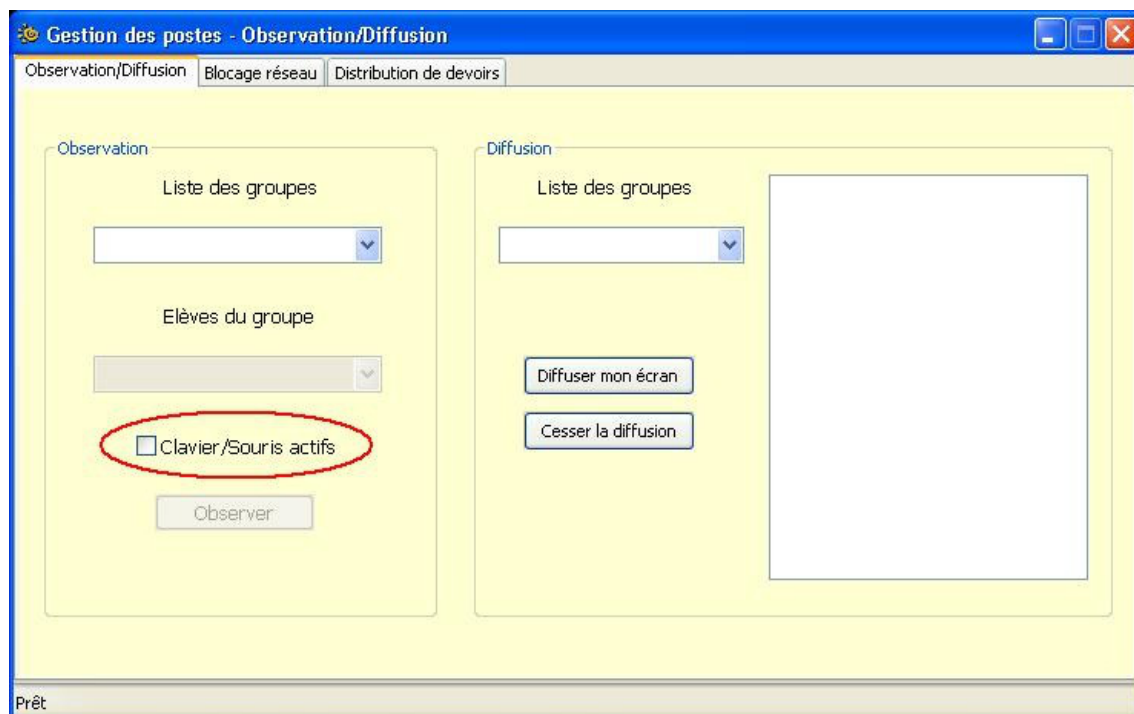 Gestion des postes - Observation/Diffusion
Observation/Diffusion
Blocage réseau
Distribution de devoirs
Observation
Liste des groupes
Elèves du groupe
Clavier/Souris actifs
Observer
Diffusion
Liste des groupes
Diffuser mon écran
Cesser la diffusion
Prêt